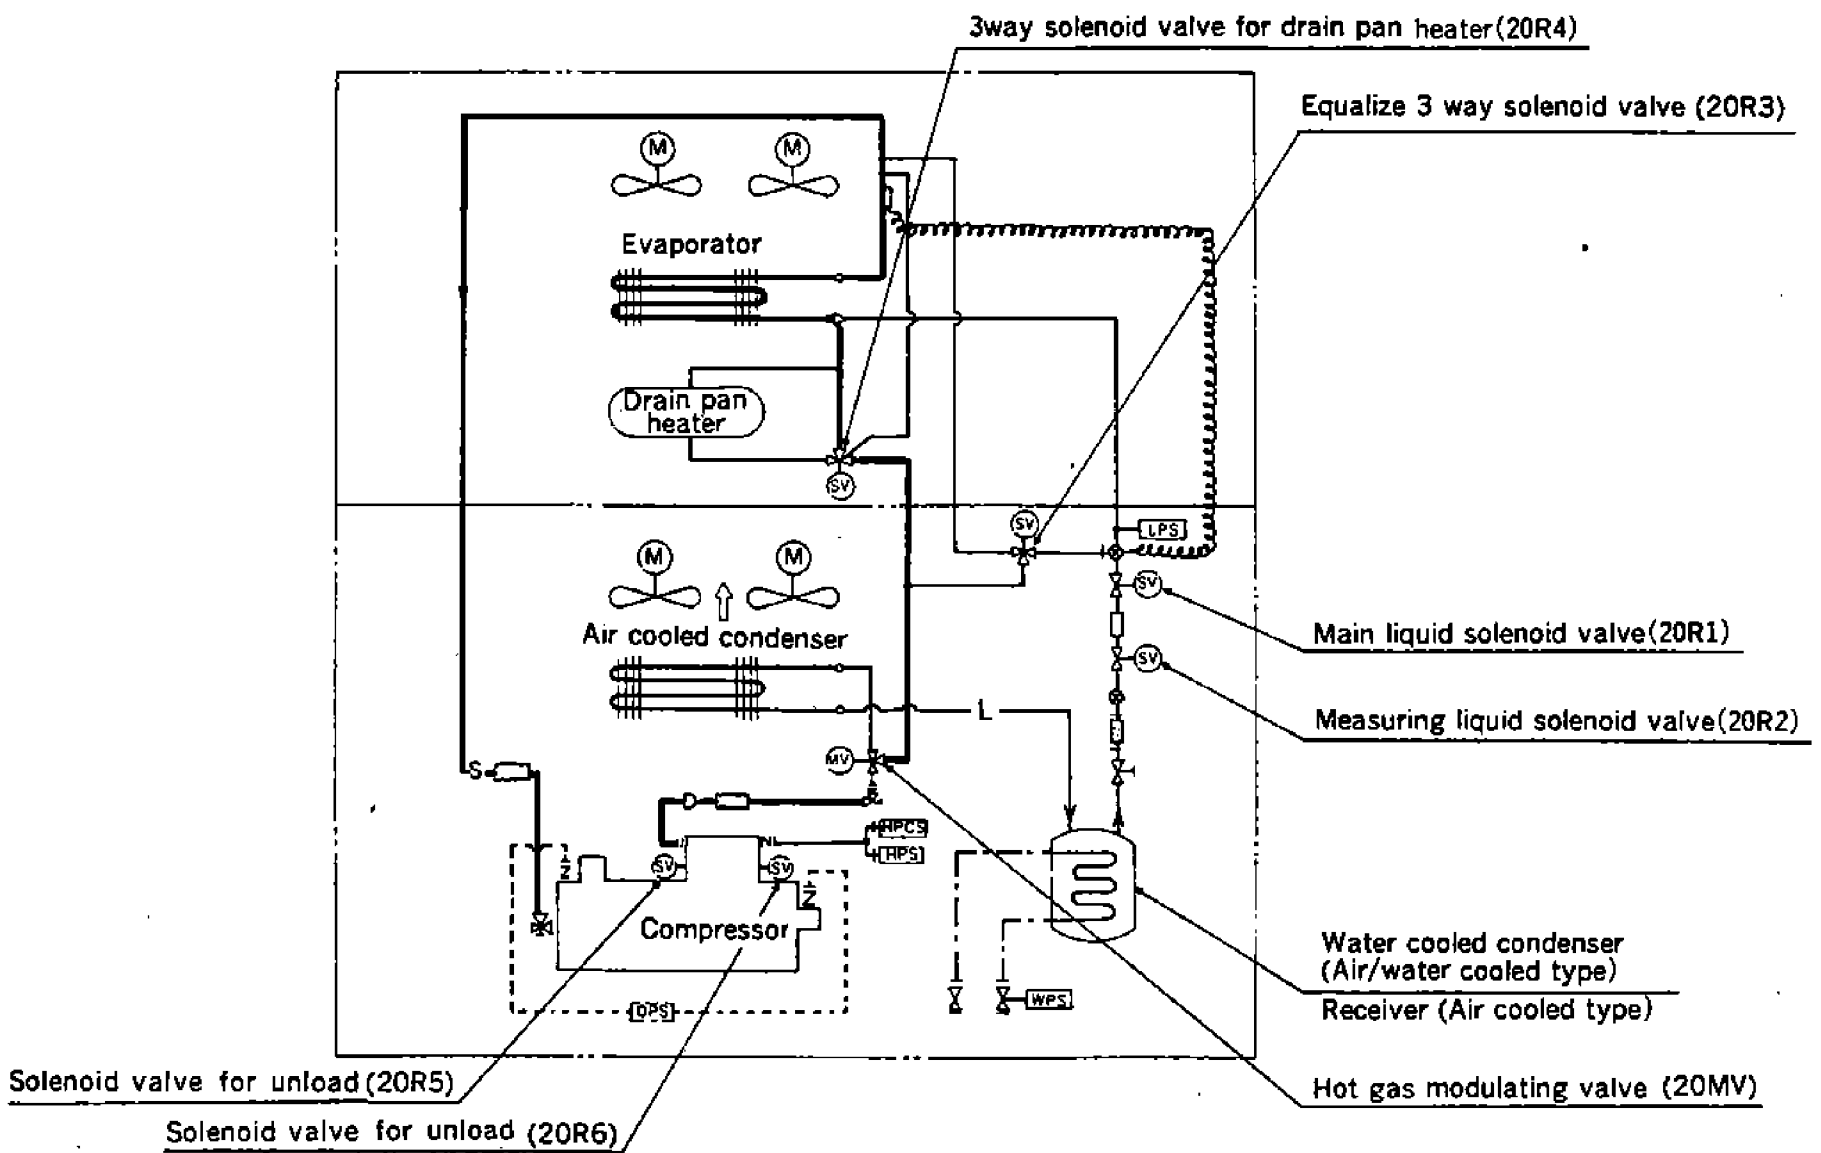 3way solenoid valve for drain pan heater(20R4)
Equalize 3 way solenoid valve (20R3)
M M
Evaporator
Drain pan
heater
SV
SV
LPS
M M
SV
Air cooled condenser
Main liquid solenoid valve(20R1)
SV
L
Measuring liquid solenoid valve(20R2)
MV
S
HPCS
HPS
SV SV
Compressor
Water cooled condenser
(Air/water cooled type)
WPS
Receiver (Air cooled type)
OPS
Solenoid valve for unload(20R5)
Hot gas modulating valve (20MV)
Solenoid valve for unload (20R6)